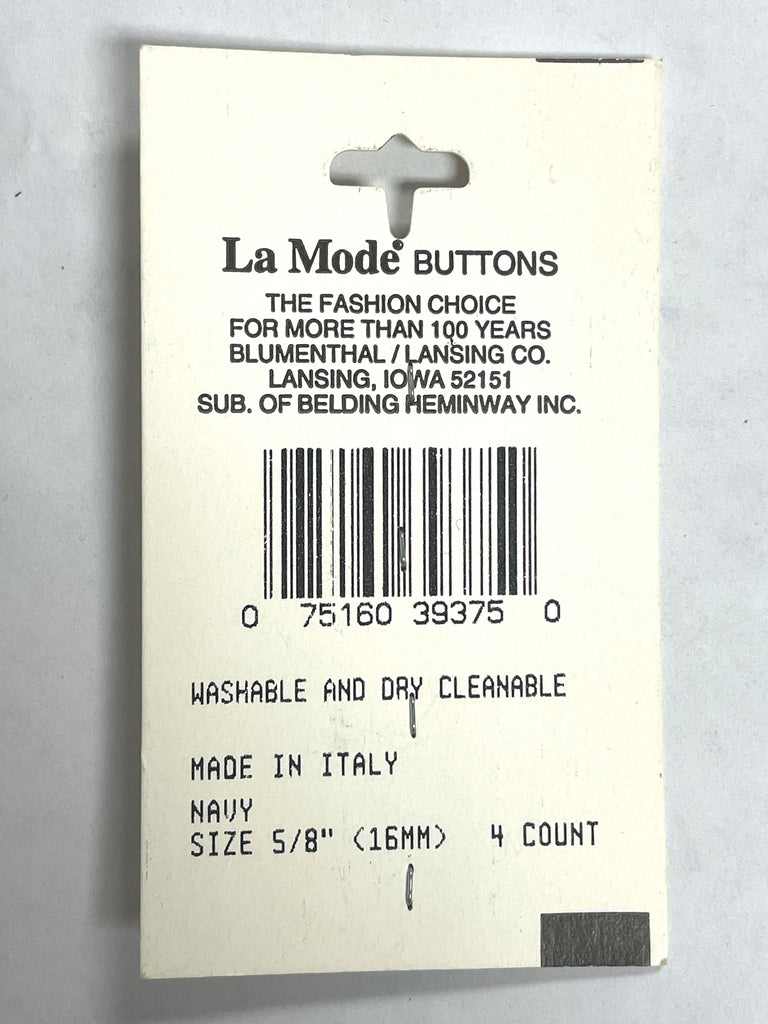 La Mode® BUTTONS
THE FASHION CHOICE
FOR MORE THAN 100 YEARS
BLUMENTHAL / LANSING CO.
LANSING, IOWA 52151
SUB. OF BELDING HEMINWAY INC.
0 75160 39375 0
WASHABLE AND DRY CLEANABLE
MADE IN ITALY
NAVY
SIZE 5/8" (16MM) 4 COUNT